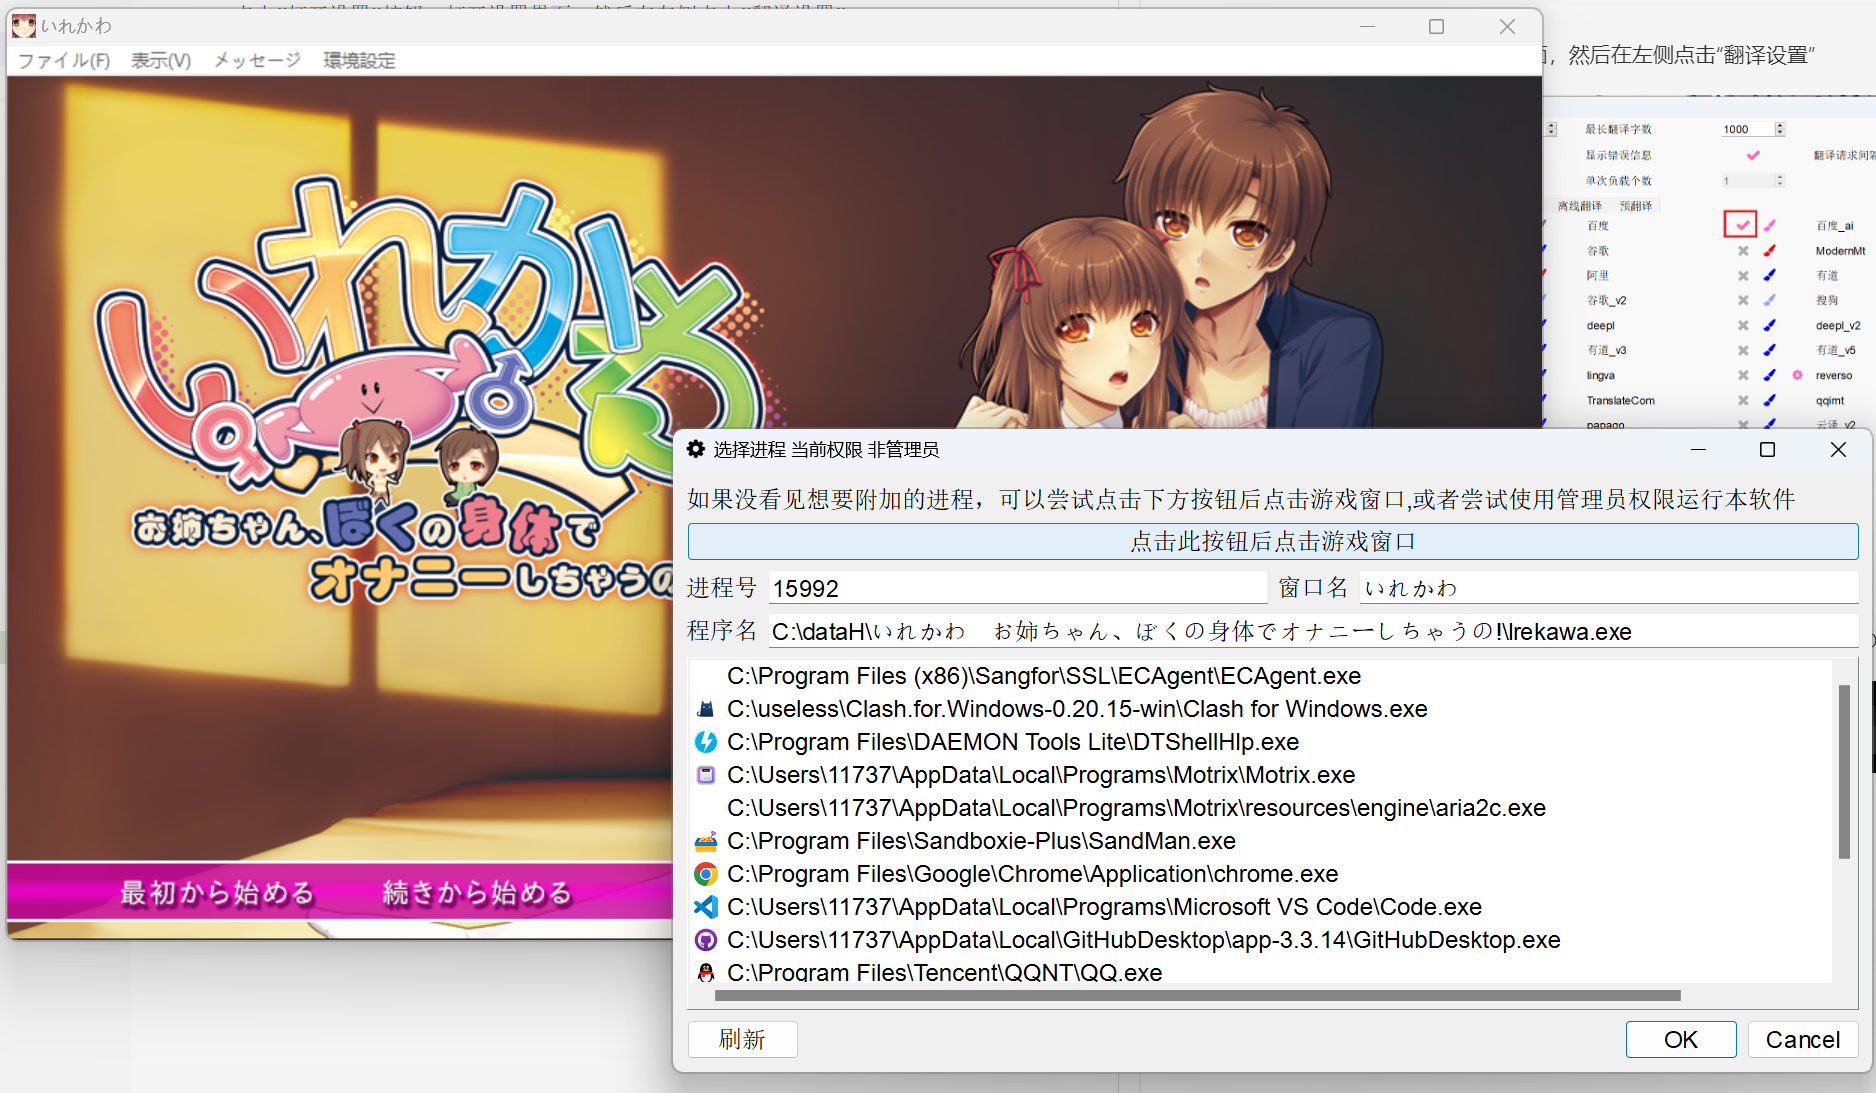 いれかわ
ファイル(F) 表示(V) メッセージ 環境設定
然后在左侧点击“翻译设置”
最长翻译字数 1000
显示错误信息 翻译请求间隔
单次负载个数 1
离线翻译 预翻译
百度 百度_ai
谷歌 ModernMt
阿里 有道
谷歌_v2 搜狗
deepl deepl_v2
有道_v3 有道_v5
lingva reverso
TranslateCom qqimt
papago 云译_v2
いれかわ
お姉ちゃん、ぼくの身体で
オナニーしちゃうの
最初から始める 続きから始める
选择进程 当前权限 非管理员
如果没看见想要附加的进程，可以尝试点击下方按钮后点击游戏窗口,或者尝试使用管理员权限运行本软件
点击此按钮后点击游戏窗口
进程号 15992 窗口名 いれかわ
程序名 C:\dataH\いれかわ　お姉ちゃん、ぼくの身体でオナニーしちゃうの!\Irekawa.exe
C:\Program Files (x86)\Sangfor\SSL\ECAgent\ECAgent.exe
C:\useless\Clash.for.Windows-0.20.15-win\Clash for Windows.exe
C:\Program Files\DAEMON Tools Lite\DTShellHlp.exe
C:\Users\11737\AppData\Local\Programs\Motrix\Motrix.exe
C:\Users\11737\AppData\Local\Programs\Motrix\resources\engine\aria2c.exe
C:\Program Files\Sandboxie-Plus\SandMan.exe
C:\Program Files\Google\Chrome\Application\chrome.exe
C:\Users\11737\AppData\Local\Programs\Microsoft VS Code\Code.exe
C:\Users\11737\AppData\Local\GitHubDesktop\app-3.3.14\GitHubDesktop.exe
C:\Program Files\Tencent\QQNT\QQ.exe
刷新 OK Cancel